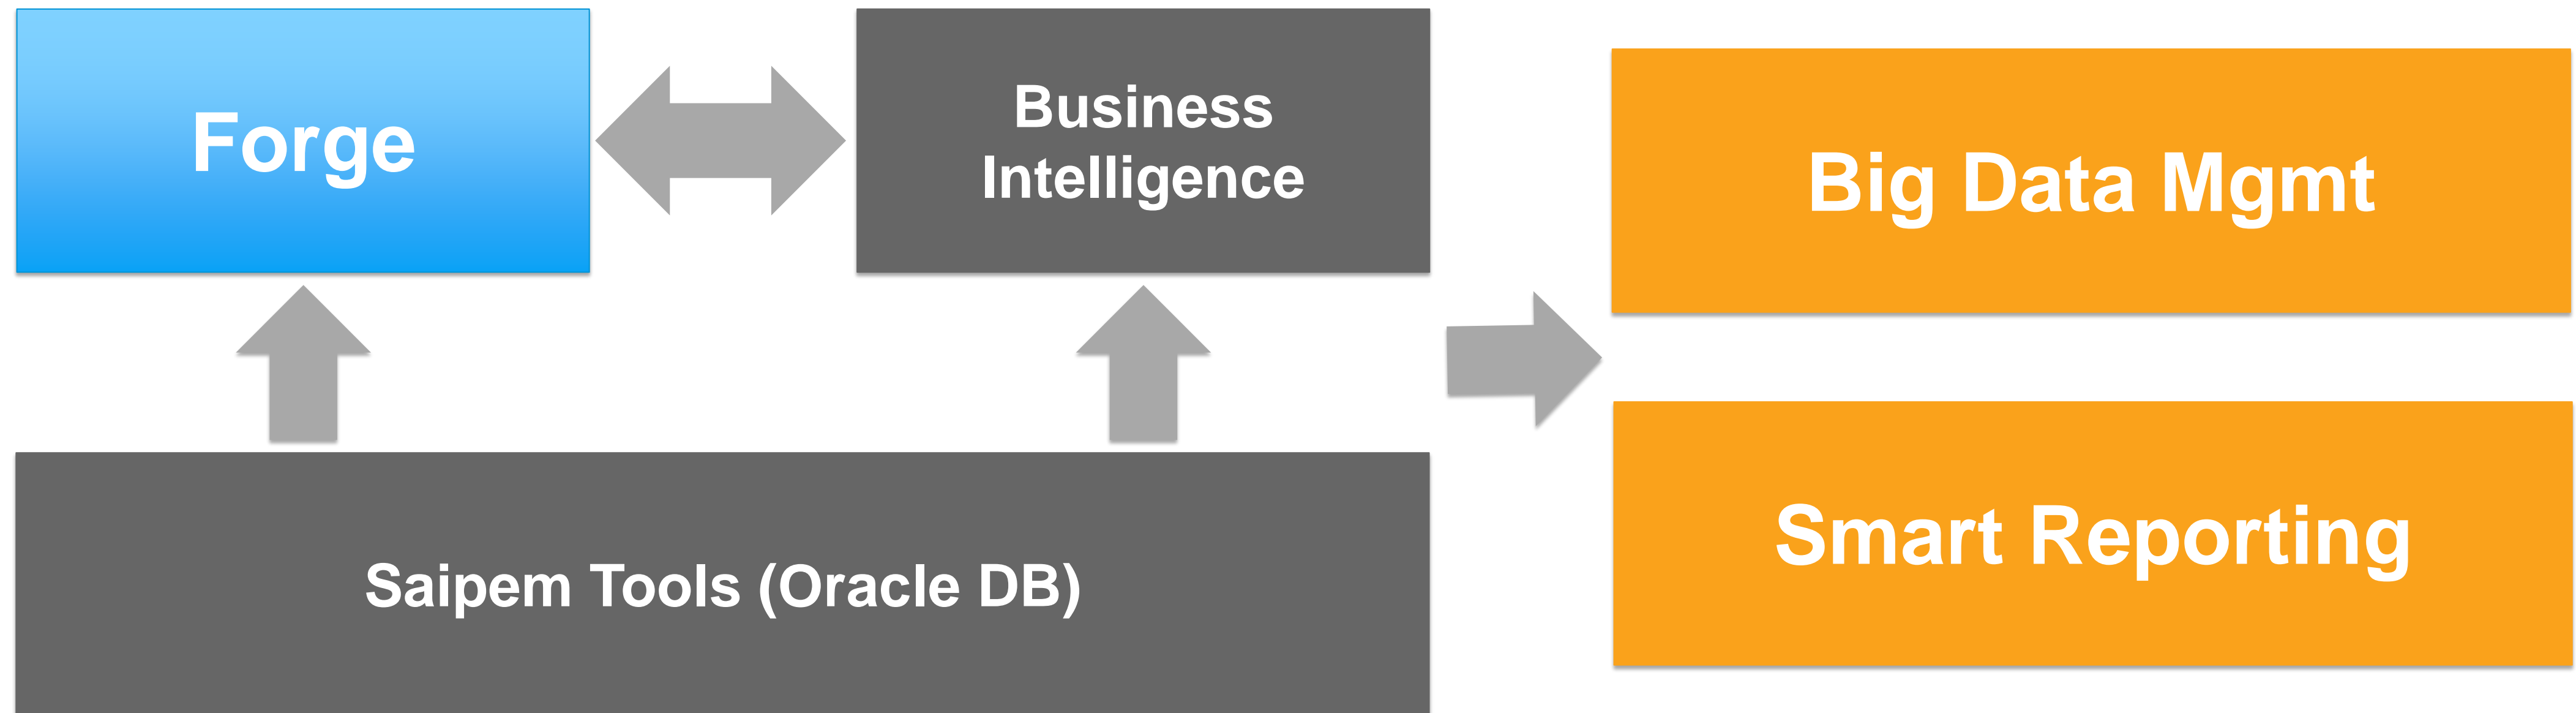 Forge
Business
Intelligence
Big Data Mgmt
Saipem Tools (Oracle DB)
Smart Reporting